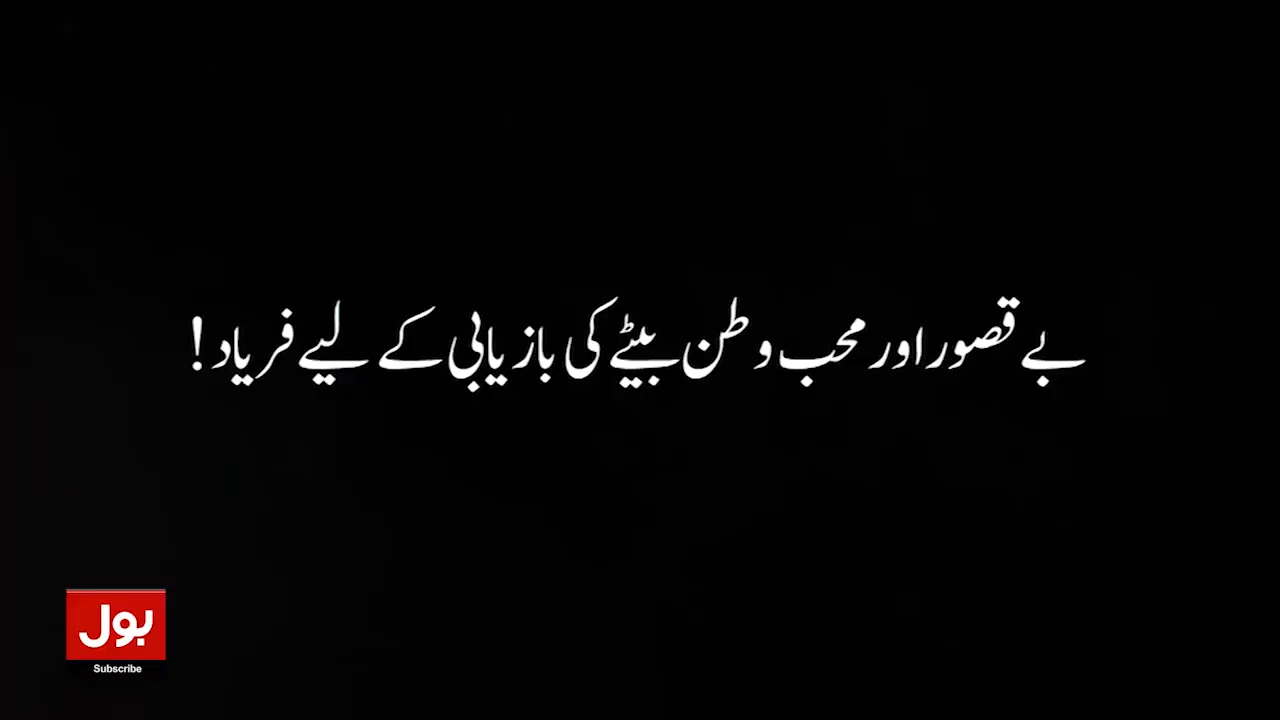 بے قصور اور محب وطن بیٹے کی بازیابی کے لیے فریاد!
بول
Subscribe